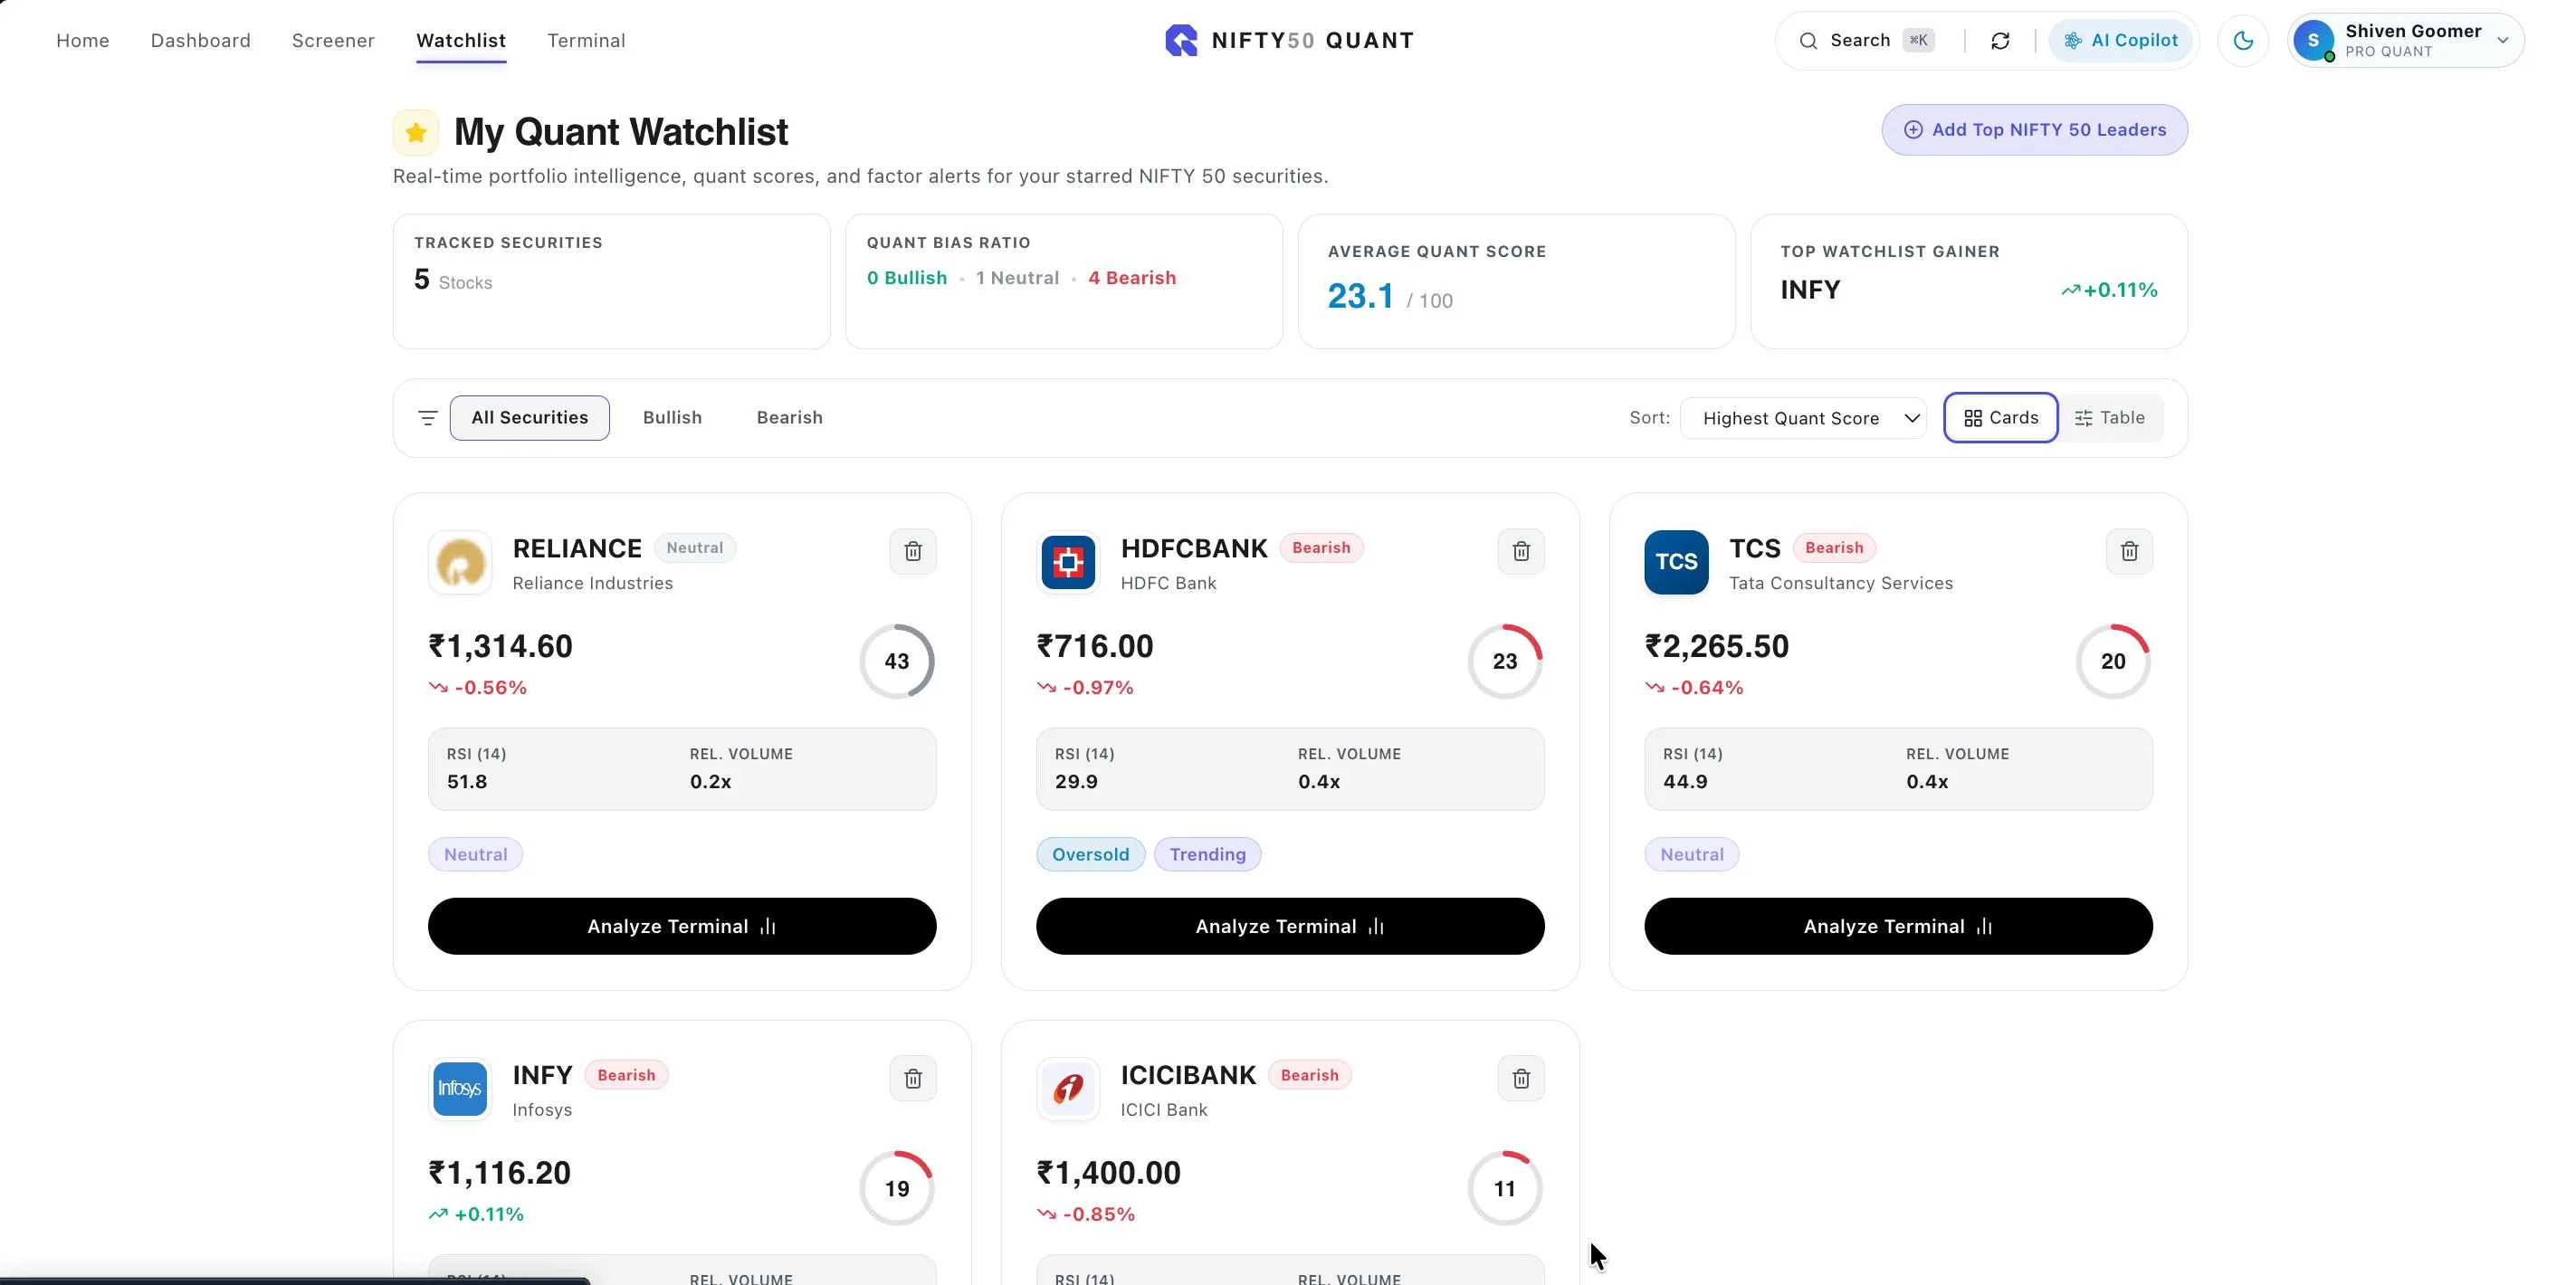 Home Dashboard Screener Watchlist Terminal
NIFTY50 QUANT
Search ⌘K AI Copilot
S Shiven Goomer
PRO QUANT
My Quant Watchlist
Add Top NIFTY 50 Leaders
Real-time portfolio intelligence, quant scores, and factor alerts for your starred NIFTY 50 securities.
TRACKED SECURITIES
5 Stocks
QUANT BIAS RATIO
0 Bullish • 1 Neutral • 4 Bearish
AVERAGE QUANT SCORE
23.1 / 100
TOP WATCHLIST GAINER
INFY +0.11%
All Securities Bullish Bearish
Sort: Highest Quant Score Cards Table
RELIANCE Neutral
Reliance Industries
₹1,314.60
-0.56%
43
RSI (14) REL. VOLUME
51.8 0.2x
Neutral
Analyze Terminal
HDFCBANK Bearish
HDFC Bank
₹716.00
-0.97%
23
RSI (14) REL. VOLUME
29.9 0.4x
Oversold Trending
Analyze Terminal
TCS
TCS Bearish
Tata Consultancy Services
₹2,265.50
-0.64%
20
RSI (14) REL. VOLUME
44.9 0.4x
Neutral
Analyze Terminal
Infosys
INFY Bearish
Infosys
₹1,116.20
+0.11%
19
RSI (14) REL. VOLUME
ICICIBANK Bearish
ICICI Bank
₹1,400.00
-0.85%
11
RSI (14) REL. VOLUME